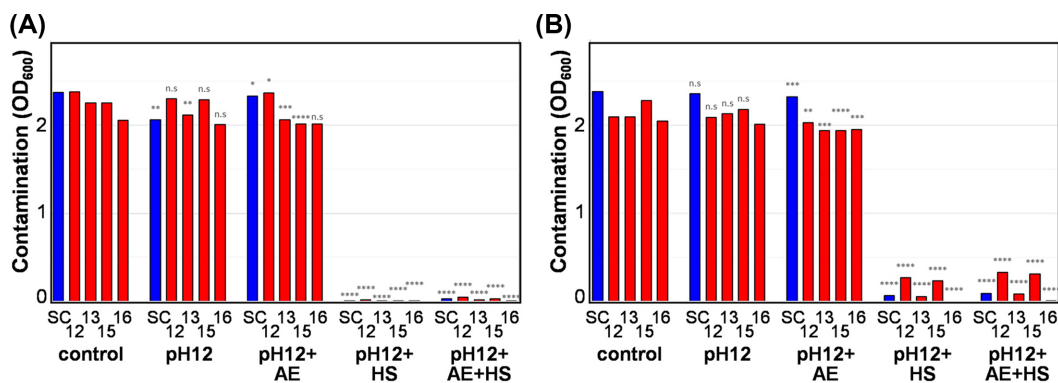 (A)
Contamination (OD600)
2
1
0
** n.s ** n.s n.s
* * *** **** n.s
**** **** **** **** ****
**** **** **** **** ****
SC 12 13 15 16
SC 12 13 15 16
SC 12 13 15 16
SC 12 13 15 16
SC 12 13 15 16
control
pH12
pH12+
AE
pH12+
HS
pH12+
AE+HS
(B)
Contamination (OD600)
2
1
0
n.s n.s n.s n.s
*** ** *** **** ***
**** **** **** **** ****
**** **** **** **** ****
SC 12 13 15 16
SC 12 13 15 16
SC 12 13 15 16
SC 12 13 15 16
SC 12 13 15 16
control
pH12
pH12+
AE
pH12+
HS
pH12+
AE+HS